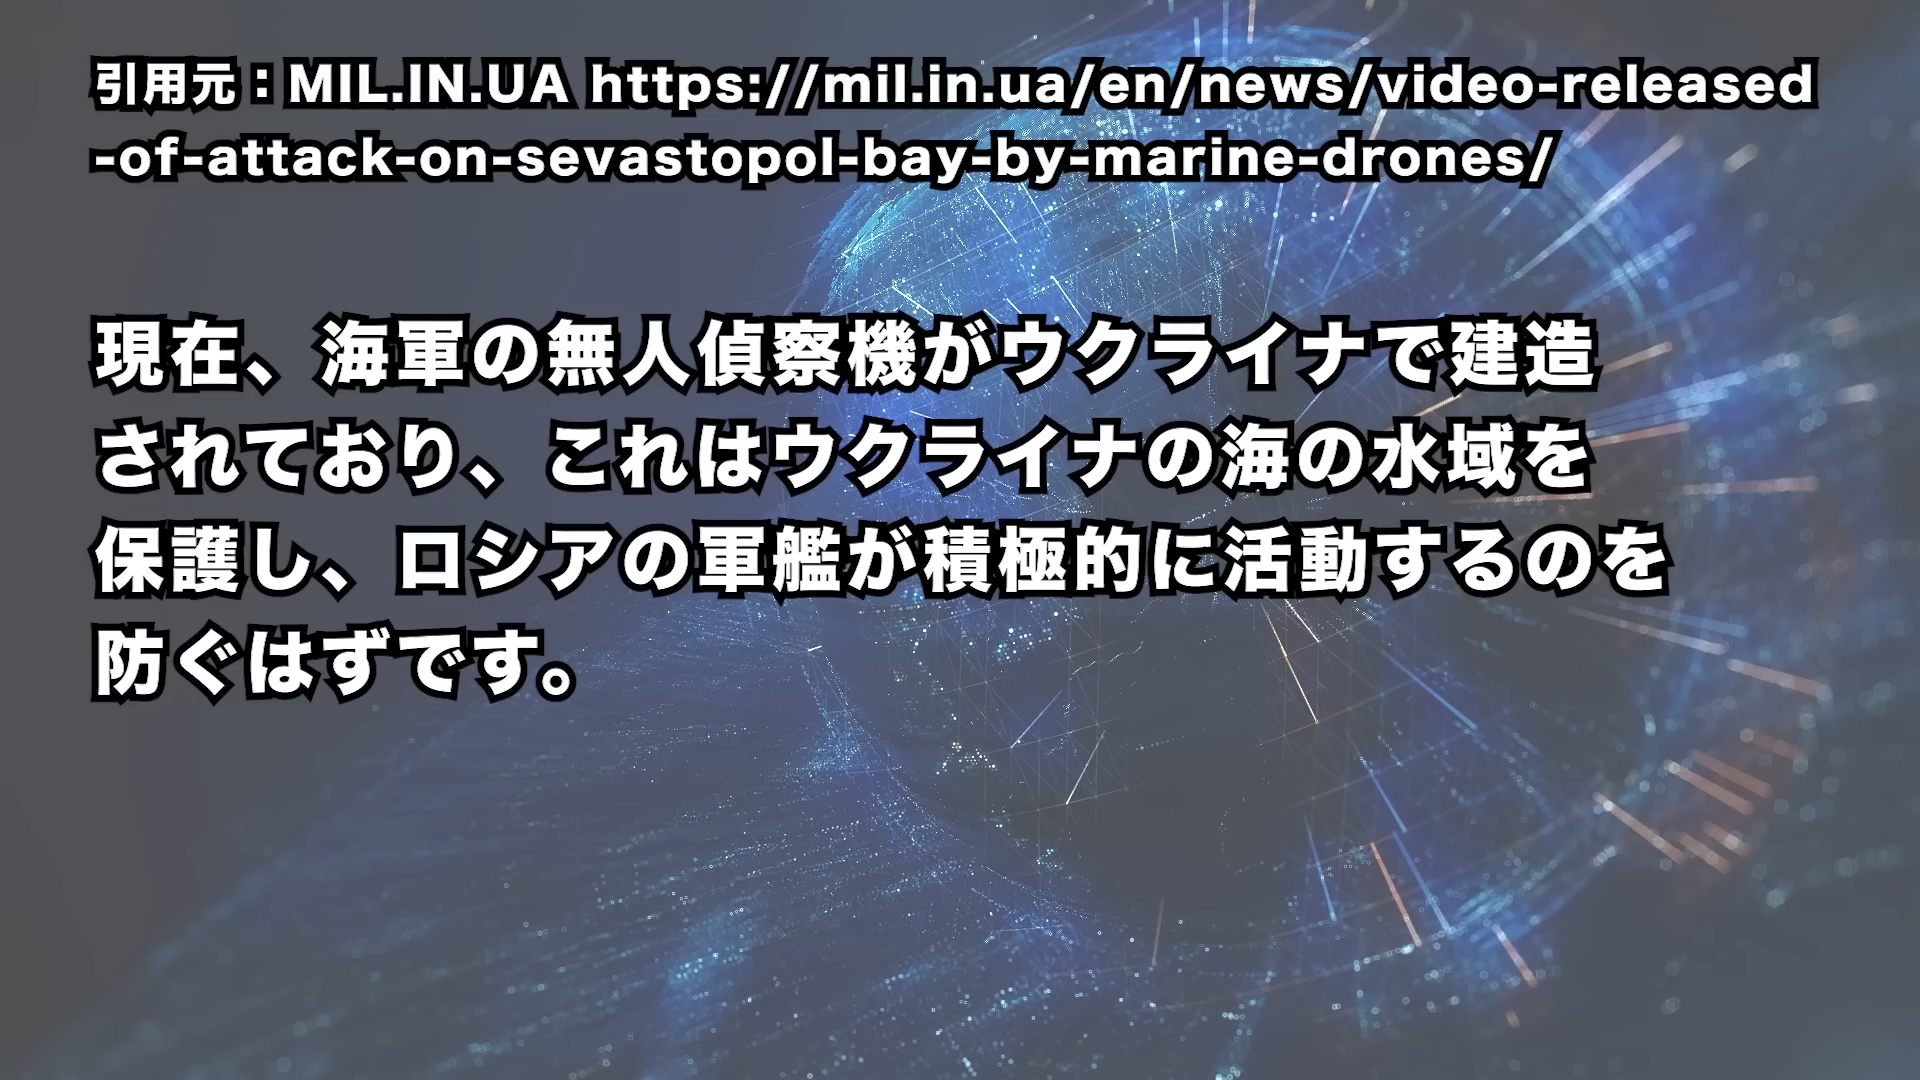 引用元：MIL.IN.UA https://mil.in.ua/en/news/video-released
-of-attack-on-sevastopol-bay-by-marine-drones/
現在、海軍の無人偵察機がウクライナで建造
されており、これはウクライナの海の水域を
保護し、ロシアの軍艦が積極的に活動するのを
防ぐはずです。